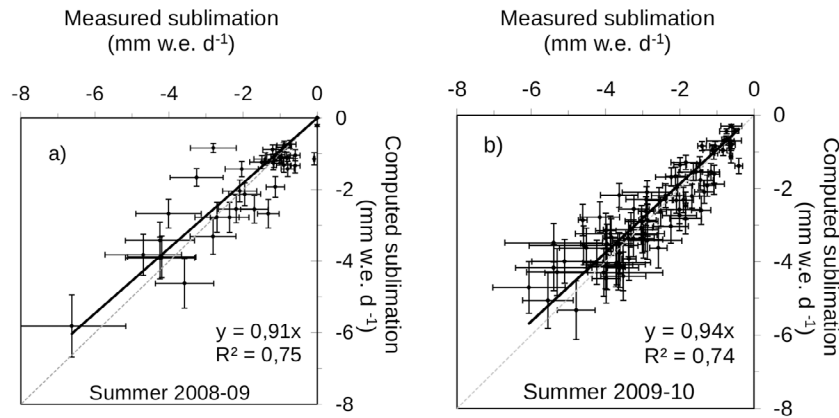 Measured sublimation
(mm w.e. d-1)
-8 -6 -4 -2 0
0
-2
-4
-6
-8
Computed sublimation
(mm w.e. d -1)
a)
y = 0,91x
R² = 0,75
Summer 2008-09
Measured sublimation
(mm w.e. d-1)
-8 -6 -4 -2 0
0
-2
-4
-6
-8
Computed sublimation
(mm w.e. d -1)
b)
y = 0,94x
R² = 0,74
Summer 2009-10